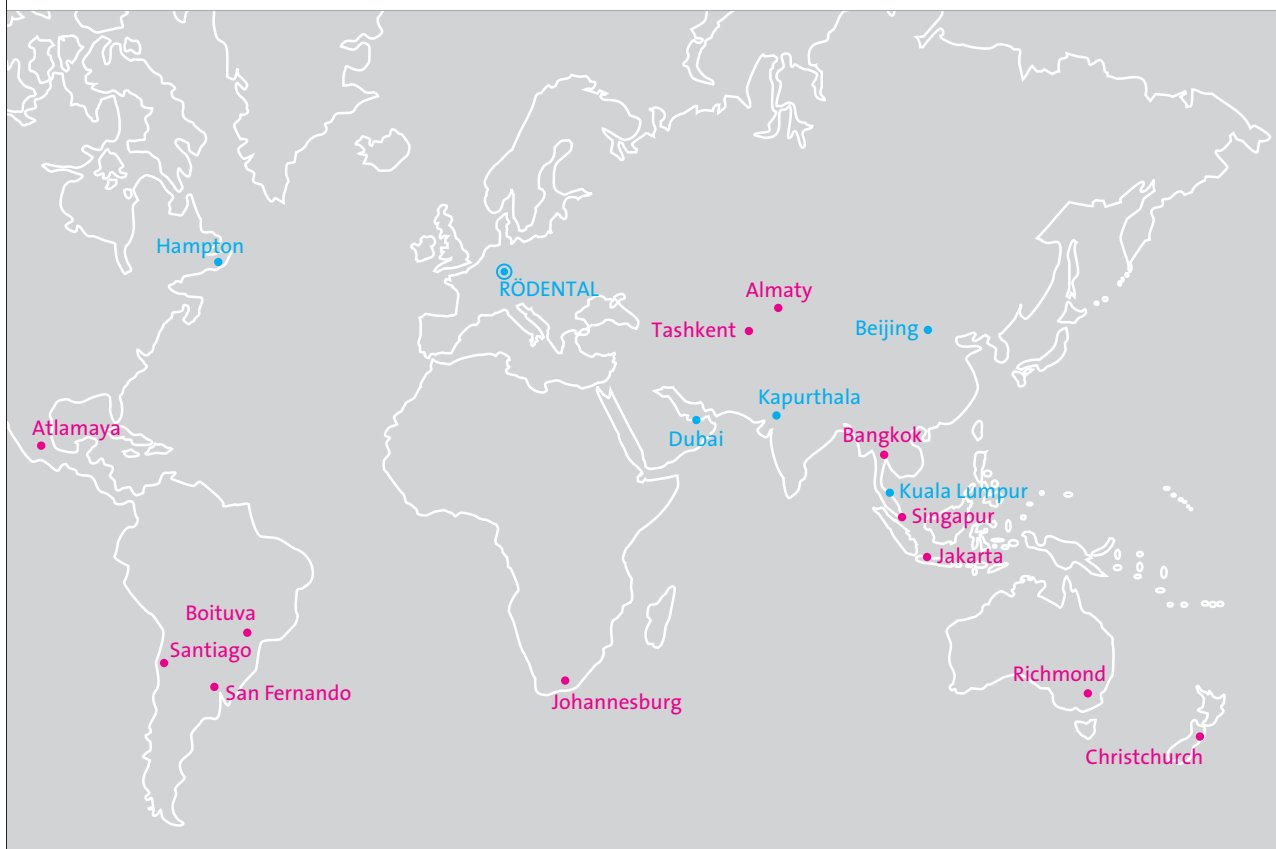 Hampton
RÖDENTAL
Almaty
Tashkent
Beijing
Kapurthala
Atlamaya
Dubai
Bangkok
Kuala Lumpur
Singapur
Jakarta
Boituva
Santiago
San Fernando
Johannesburg
Richmond
Christchurch